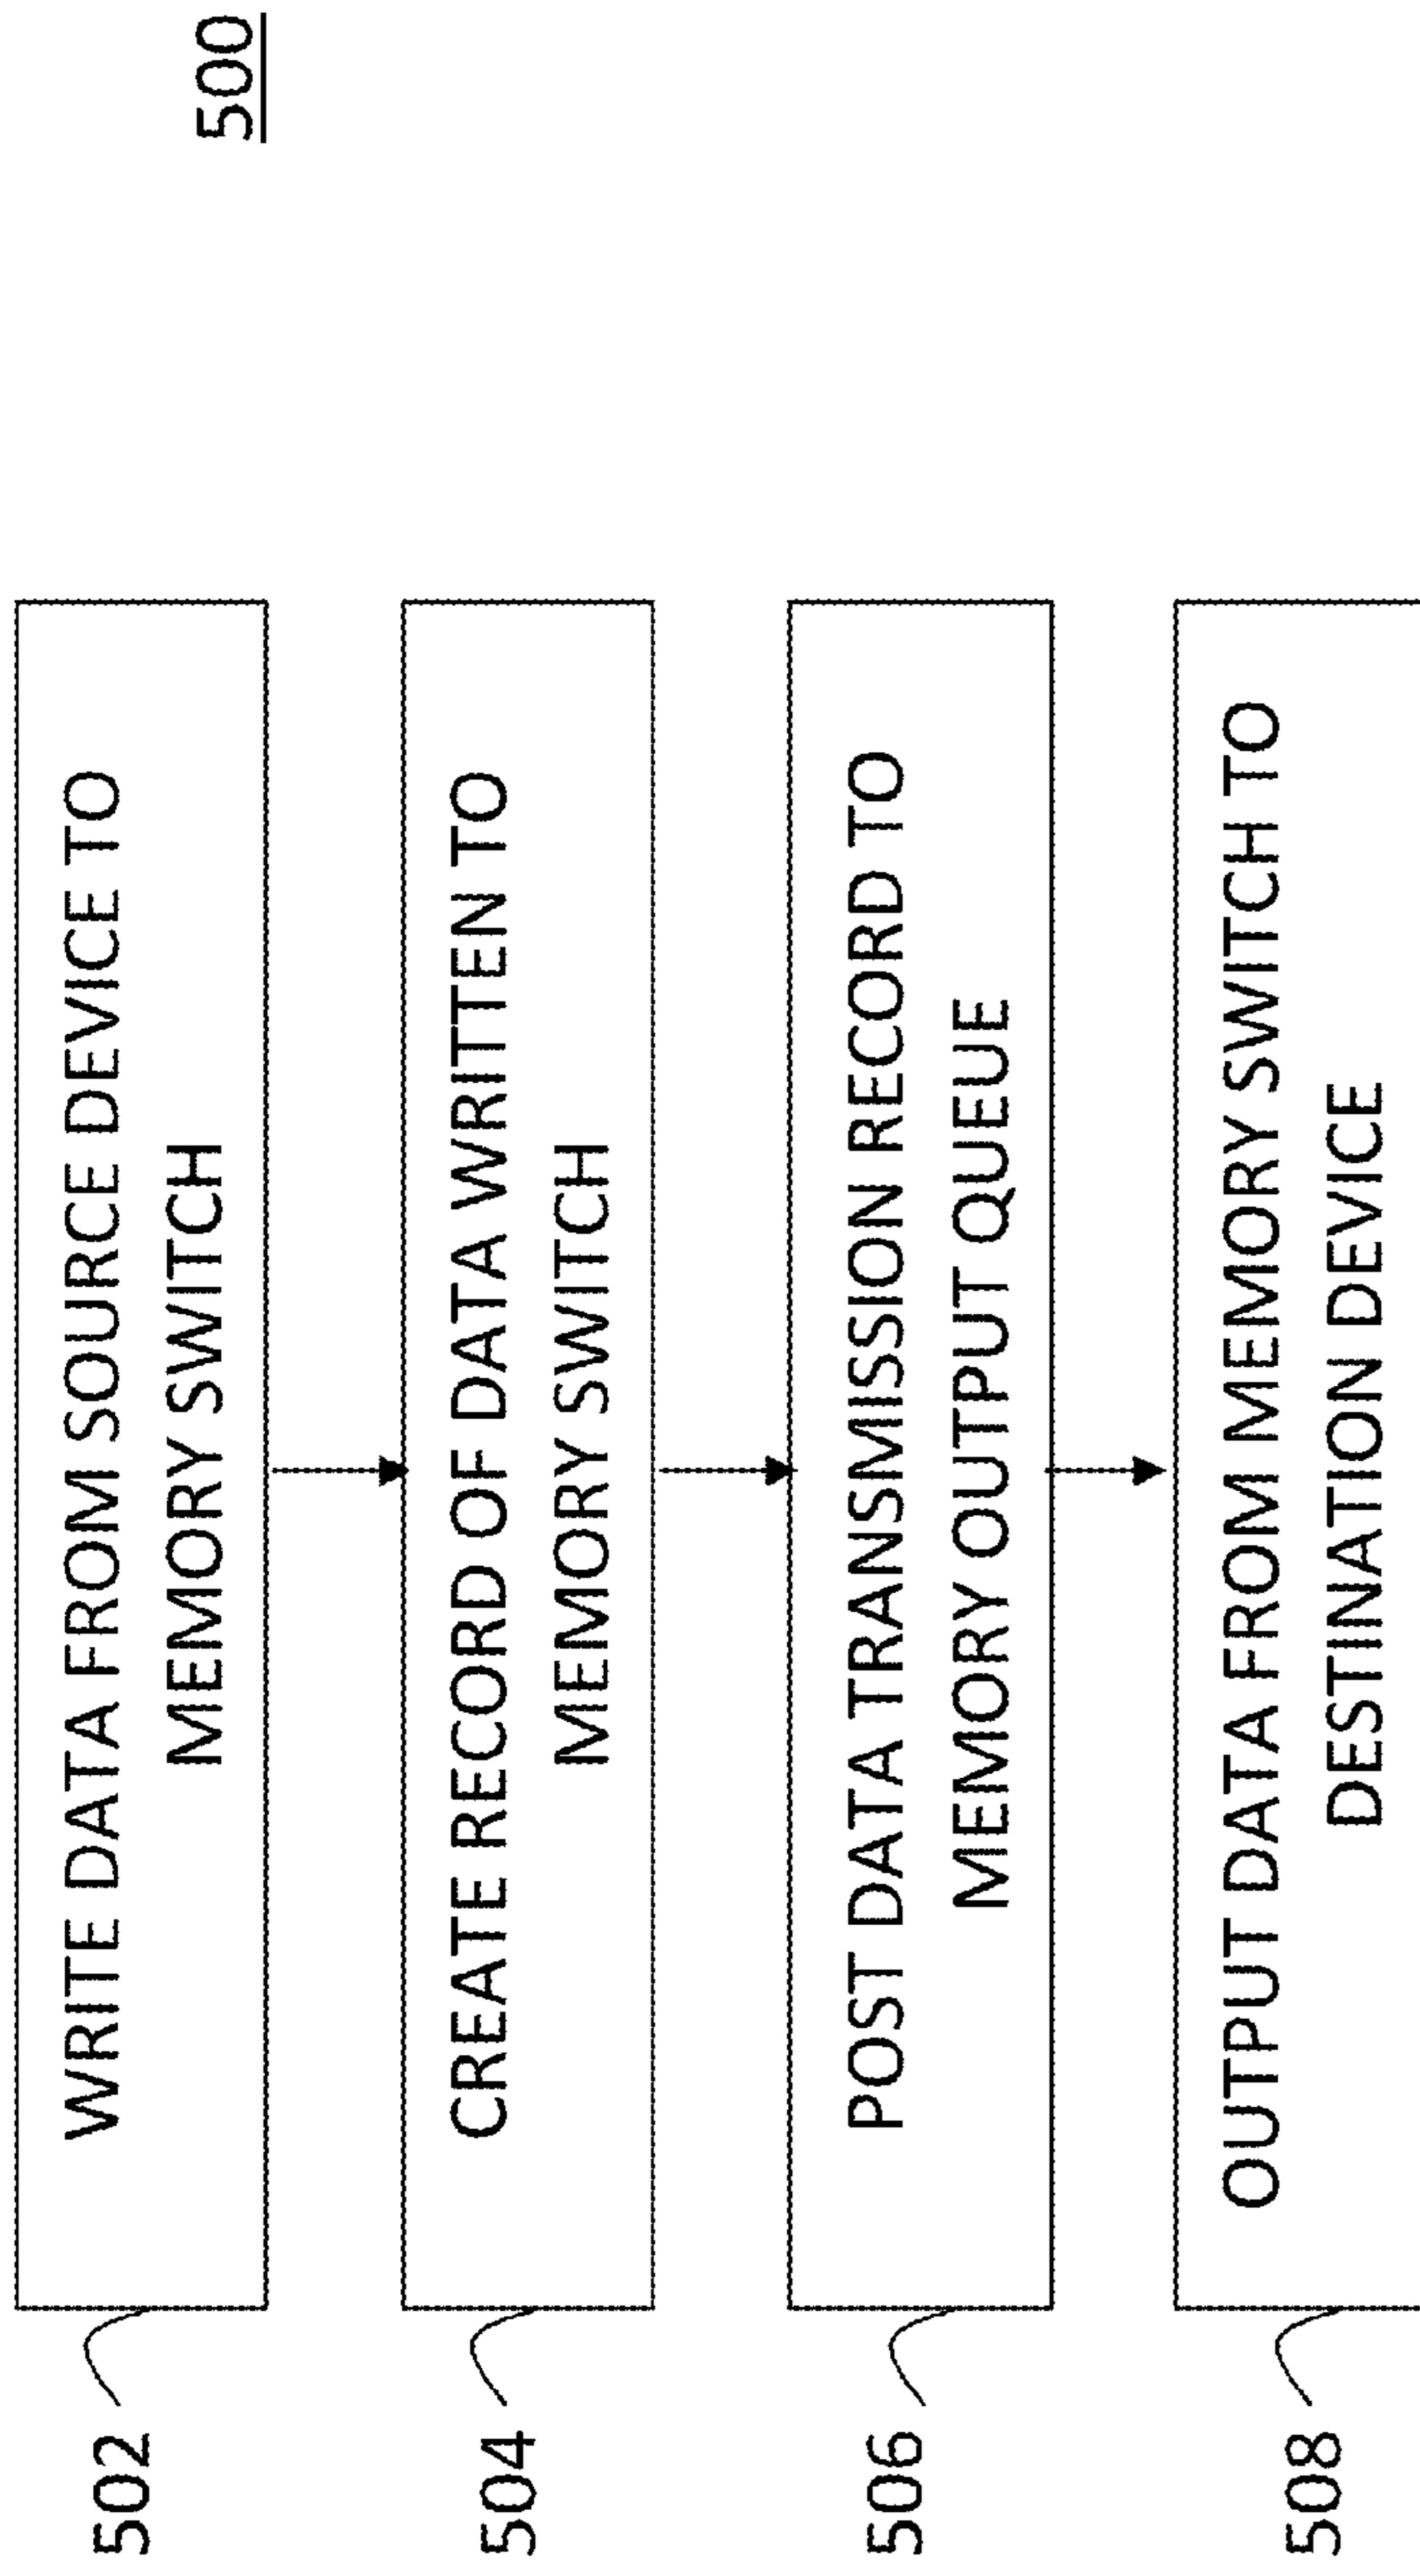 500
502
WRITE DATA FROM SOURCE DEVICE TO
MEMORY SWITCH
504
CREATE RECORD OF DATA WRITTEN TO
MEMORY SWITCH
506
POST DATA TRANSMISSION RECORD TO
MEMORY OUTPUT QUEUE
508
OUTPUT DATA FROM MEMORY SWITCH TO
DESTINATION DEVICE